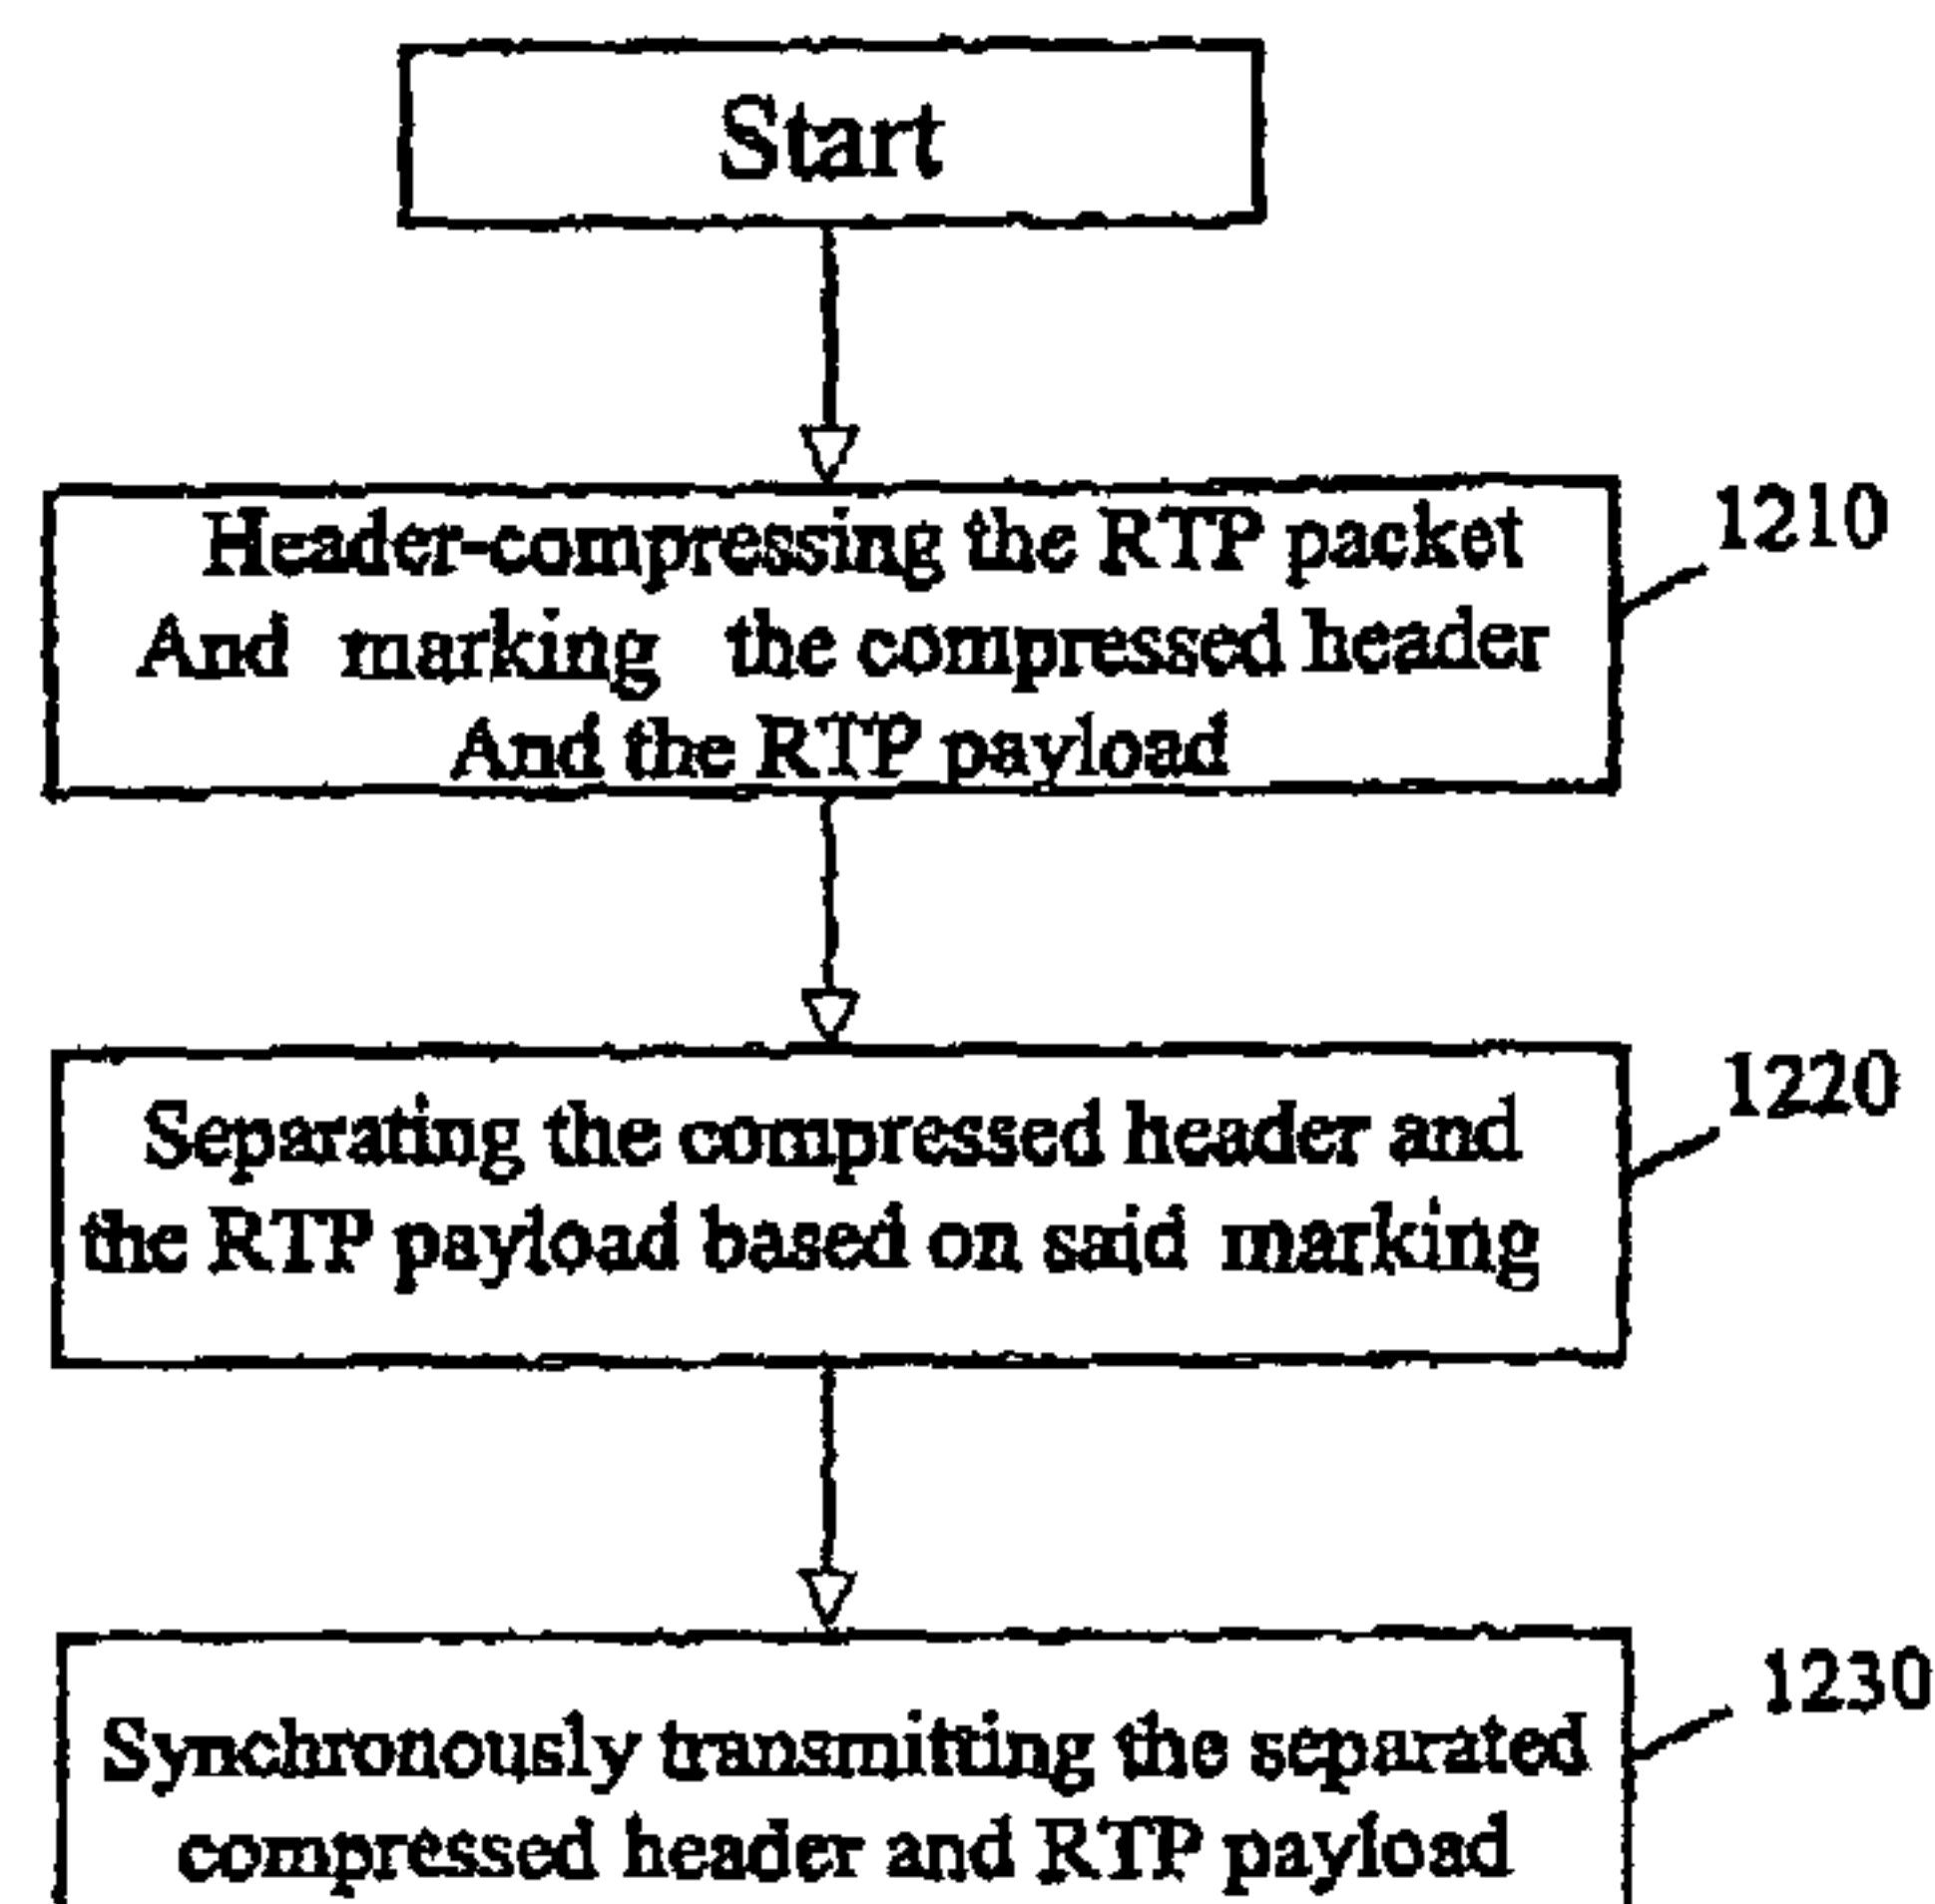 Start
Header-compressing the RTP packet
1210
And marking the compressed header
And the RTP payload
Separating the compressed header and
1220
the RTP payload based on said marking
Synchronously transmitting the separated
1230
compressed header and RTP payload